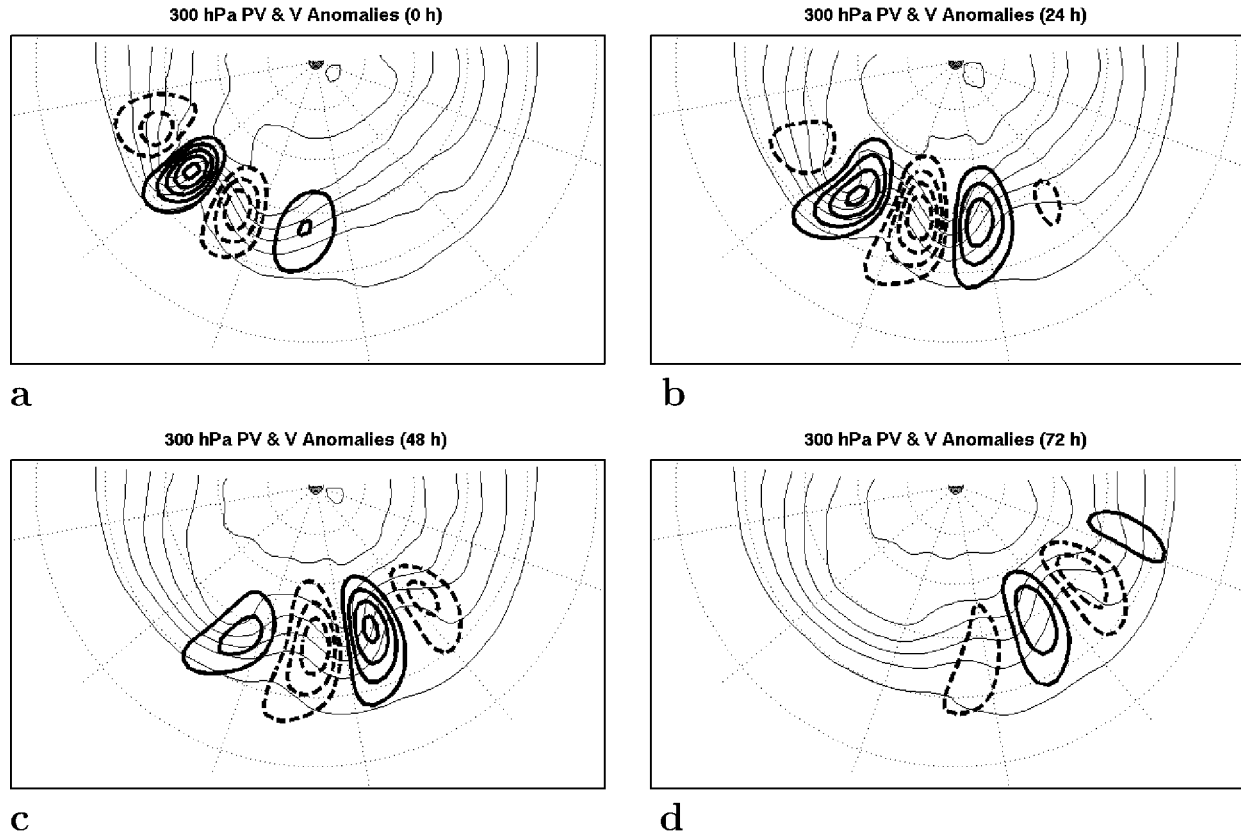 300 hPa PV & V Anomalies (0 h)
300 hPa PV & V Anomalies (24 h)
a
b
300 hPa PV & V Anomalies (48 h)
300 hPa PV & V Anomalies (72 h)
c
d